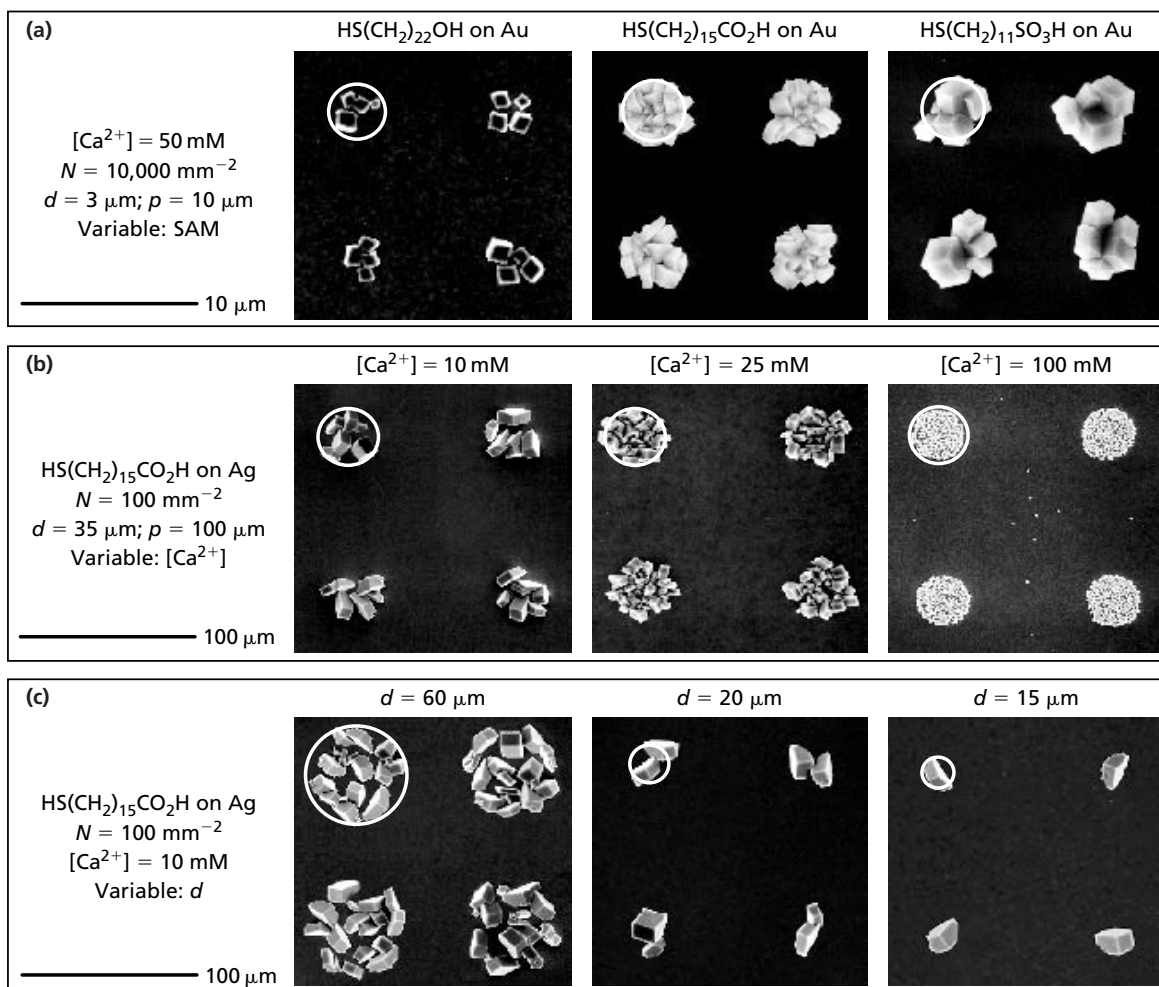 (a)
HS(CH₂)₂₂OH on Au
HS(CH₂)₁₅CO₂H on Au
HS(CH₂)₁₁SO₃H on Au
[Ca²⁺] = 50 mM
N = 10,000 mm⁻²
d = 3 μm; p = 10 μm
Variable: SAM
10 μm
(b)
[Ca²⁺] = 10 mM
[Ca²⁺] = 25 mM
[Ca²⁺] = 100 mM
HS(CH₂)₁₅CO₂H on Ag
N = 100 mm⁻²
d = 35 μm; p = 100 μm
Variable: [Ca²⁺]
100 μm
(c)
d = 60 μm
d = 20 μm
d = 15 μm
HS(CH₂)₁₅CO₂H on Ag
N = 100 mm⁻²
[Ca²⁺] = 10 mM
Variable: d
100 μm